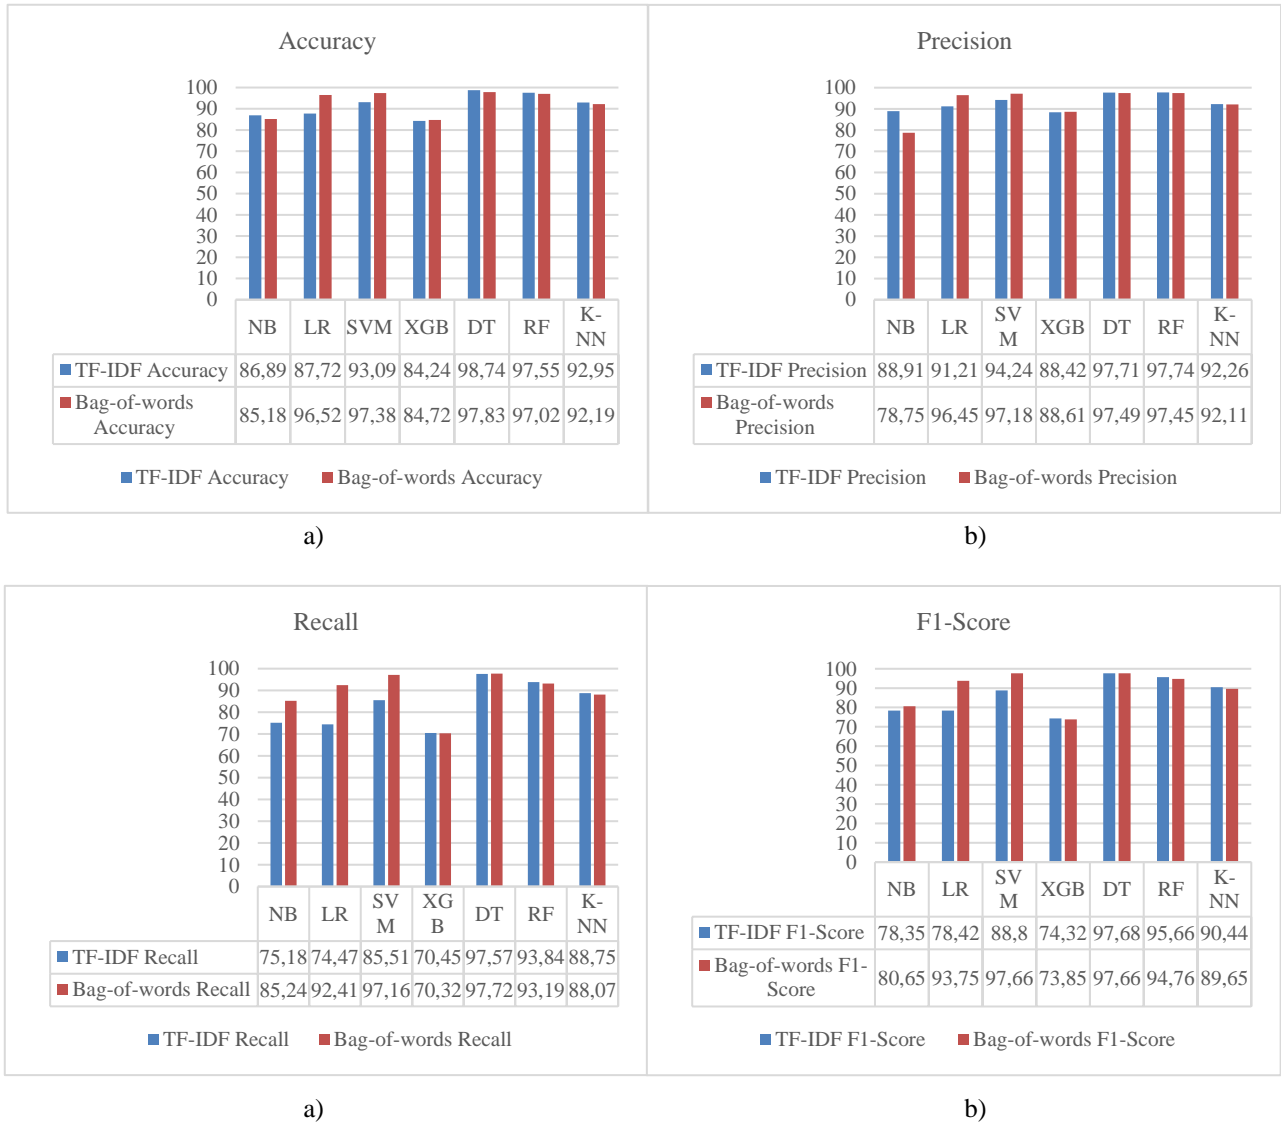 Accuracy
100
90
80
70
60
50
40
30
20
10
0
NB LR SVM XGB DT RF K-
NN
TF-IDF Accuracy 86,89 87,72 93,09 84,24 98,74 97,55 92,95
Bag-of-words
Accuracy 85,18 96,52 97,38 84,72 97,83 97,02 92,19
TF-IDF Accuracy Bag-of-words Accuracy
a)
Precision
100
90
80
70
60
50
40
30
20
10
0
NB LR SV
M XGB DT RF K-
NN
TF-IDF Precision 88,91 91,21 94,24 88,42 97,71 97,74 92,26
Bag-of-words
Precision 78,75 96,45 97,18 88,61 97,49 97,45 92,11
TF-IDF Precision Bag-of-words Precision
b)
Recall
100
90
80
70
60
50
40
30
20
10
0
NB LR SV
M XG
B DT RF K-
NN
TF-IDF Recall 75,18 74,47 85,51 70,45 97,57 93,84 88,75
Bag-of-words Recall 85,24 92,41 97,16 70,32 97,72 93,19 88,07
TF-IDF Recall Bag-of-words Recall
a)
F1-Score
100
90
80
70
60
50
40
30
20
10
0
NB LR SV
M XGB DT RF K-
NN
TF-IDF F1-Score 78,35 78,42 88,8 74,32 97,68 95,66 90,44
Bag-of-words F1-
Score 80,65 93,75 97,66 73,85 97,66 94,76 89,65
TF-IDF F1-Score Bag-of-words F1-Score
b)